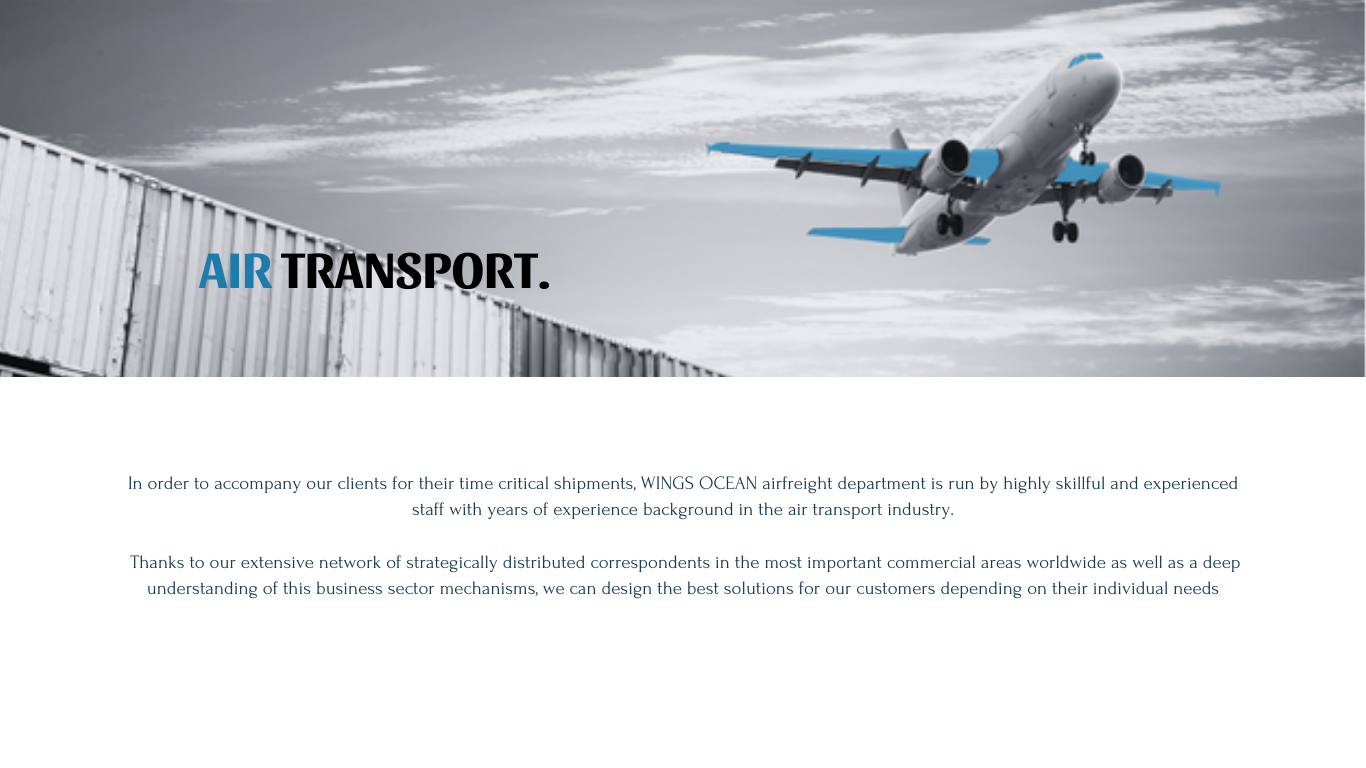 AIR TRANSPORT.
In order to accompany our clients for their time critical shipments, WINGS OCEAN airfreight department is run by highly skillful and experienced
staff with years of experience background in the air transport industry.
Thanks to our extensive network of strategically distributed correspondents in the most important commercial areas worldwide as well as a deep
understanding of this business sector mechanisms, we can design the best solutions for our customers depending on their individual needs